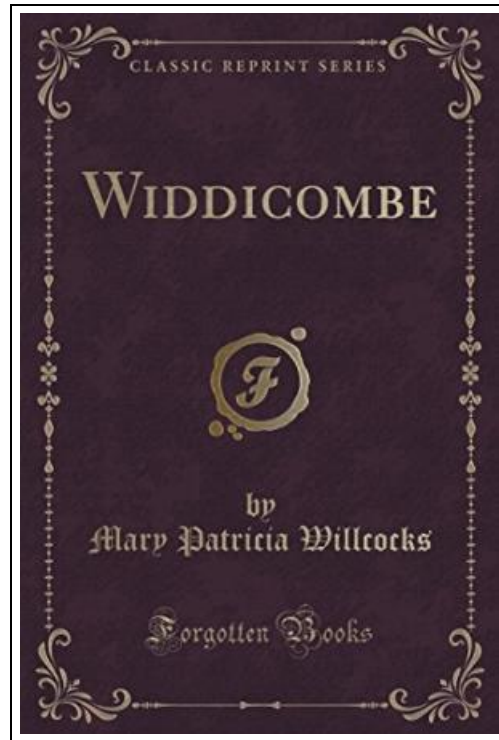 CLASSIC REPRINT SERIES
WIDDICOMBE
F
by
Mary Patricia Willcocks
Forgotten Books